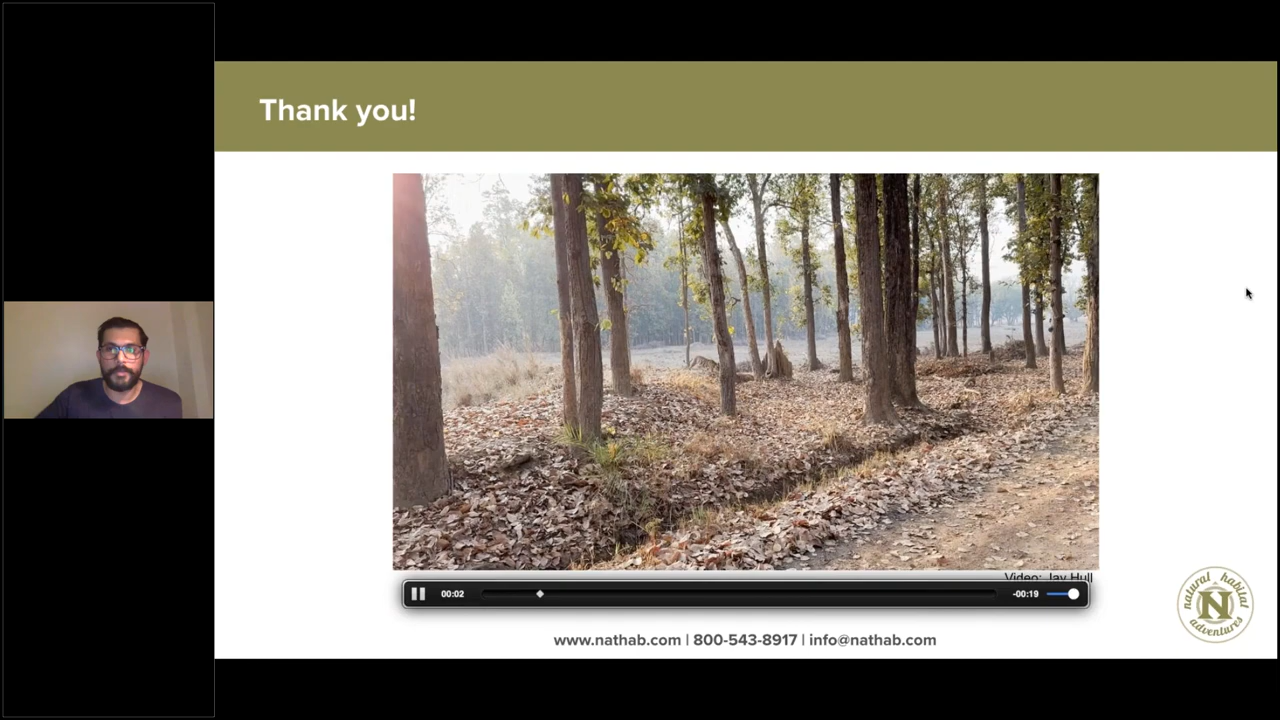 Thank you!
Video: Jay Hull
00:02
-00:19
www.nathab.com | 800-543-8917 | info@nathab.com
natural habitat
N
adventures